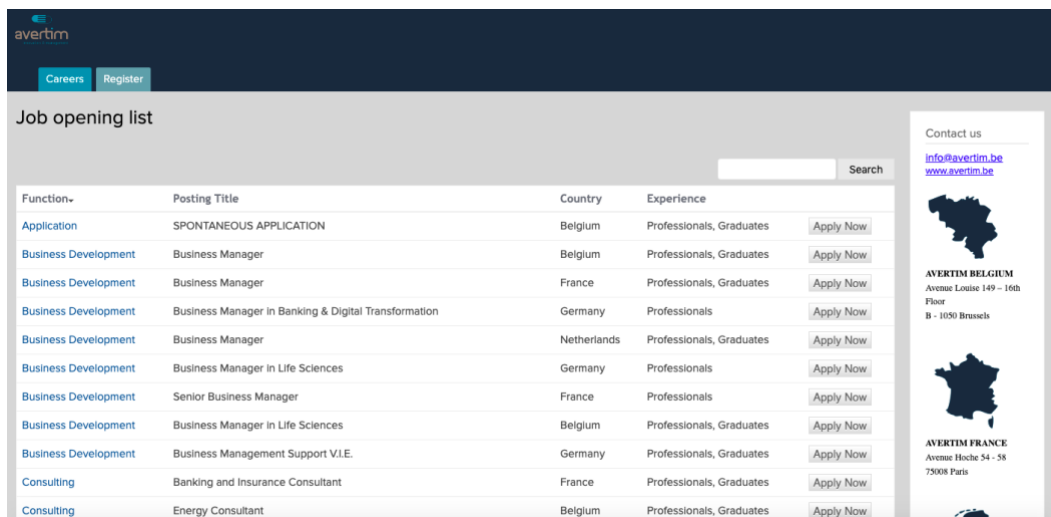 avertim
Careers Register
Job opening list
Search
Function Posting Title Country Experience
Application SPONTANEOUS APPLICATION Belgium Professionals, Graduates Apply Now
Business Development Business Manager Belgium Professionals, Graduates Apply Now
Business Development Business Manager France Professionals, Graduates Apply Now
Business Development Business Manager in Banking & Digital Transformation Germany Professionals Apply Now
Business Development Business Manager Netherlands Professionals, Graduates Apply Now
Business Development Business Manager in Life Sciences Germany Professionals Apply Now
Business Development Senior Business Manager France Professionals Apply Now
Business Development Business Manager in Life Sciences Belgium Professionals, Graduates Apply Now
Business Development Business Management Support V.I.E. Germany Professionals, Graduates Apply Now
Consulting Banking and Insurance Consultant France Professionals, Graduates Apply Now
Consulting Energy Consultant Belgium Professionals, Graduates Apply Now
Contact us
info@avertim.be
www.avertim.be
AVERTIM BELGIUM
Avenue Louise 149 – 16th
Floor
B - 1050 Brussels
AVERTIM FRANCE
Avenue Hoche 54 - 58
75008 Paris